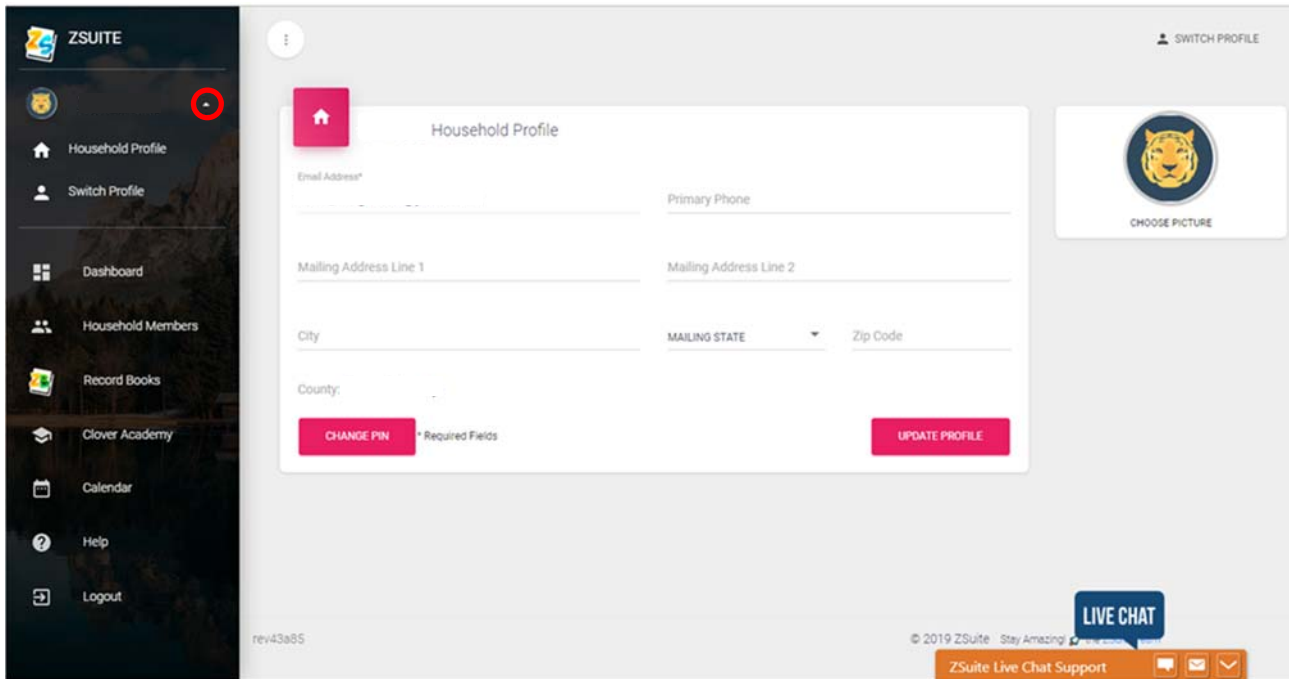 ZSUITE
SWITCH PROFILE
Household Profile
Switch Profile
Dashboard
Household Members
Record Books
Clover Academy
Calendar
Help
Logout
Household Profile
Email Address*
Primary Phone
Mailing Address Line 1
Mailing Address Line 2
City
MAILING STATE
Zip Code
County:
CHANGE PIN
* Required Fields
UPDATE PROFILE
CHOOSE PICTURE
rev43a85
© 2019 ZSuite Stay Amazing!
LIVE CHAT
ZSuite Live Chat Support